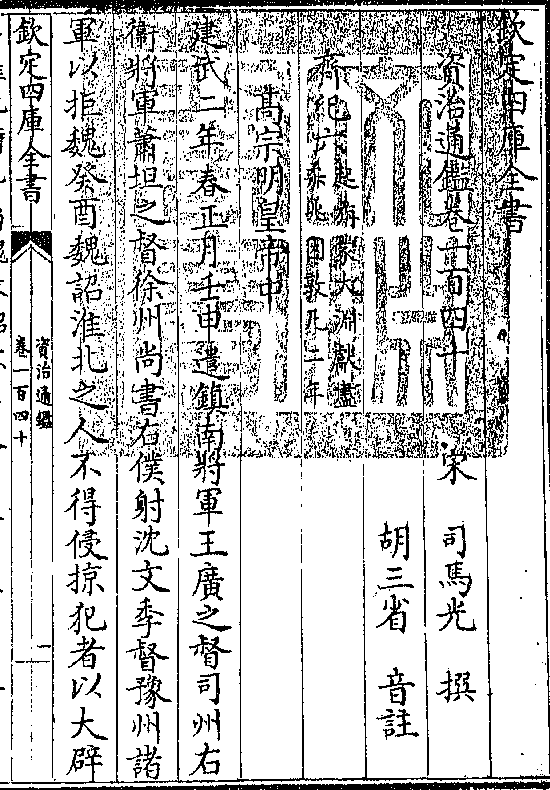 欽定四庫全書
資治通鑑卷一百四十
宋 司馬光 撰
胡三省 音註
齊紀六起旃蒙大淵獻盡柔兆困敦凡二年
高宗明皇帝中
建武二年春正月壬申遣鎮南將軍王廣之督司州右
衛將軍蕭坦之督徐州尚書右僕射沈文季督豫州諸
軍以拒魏癸酉魏詔淮北之人不得侵掠犯者以大辟
欽定四庫全書
資治通鑑
卷一百四十
一